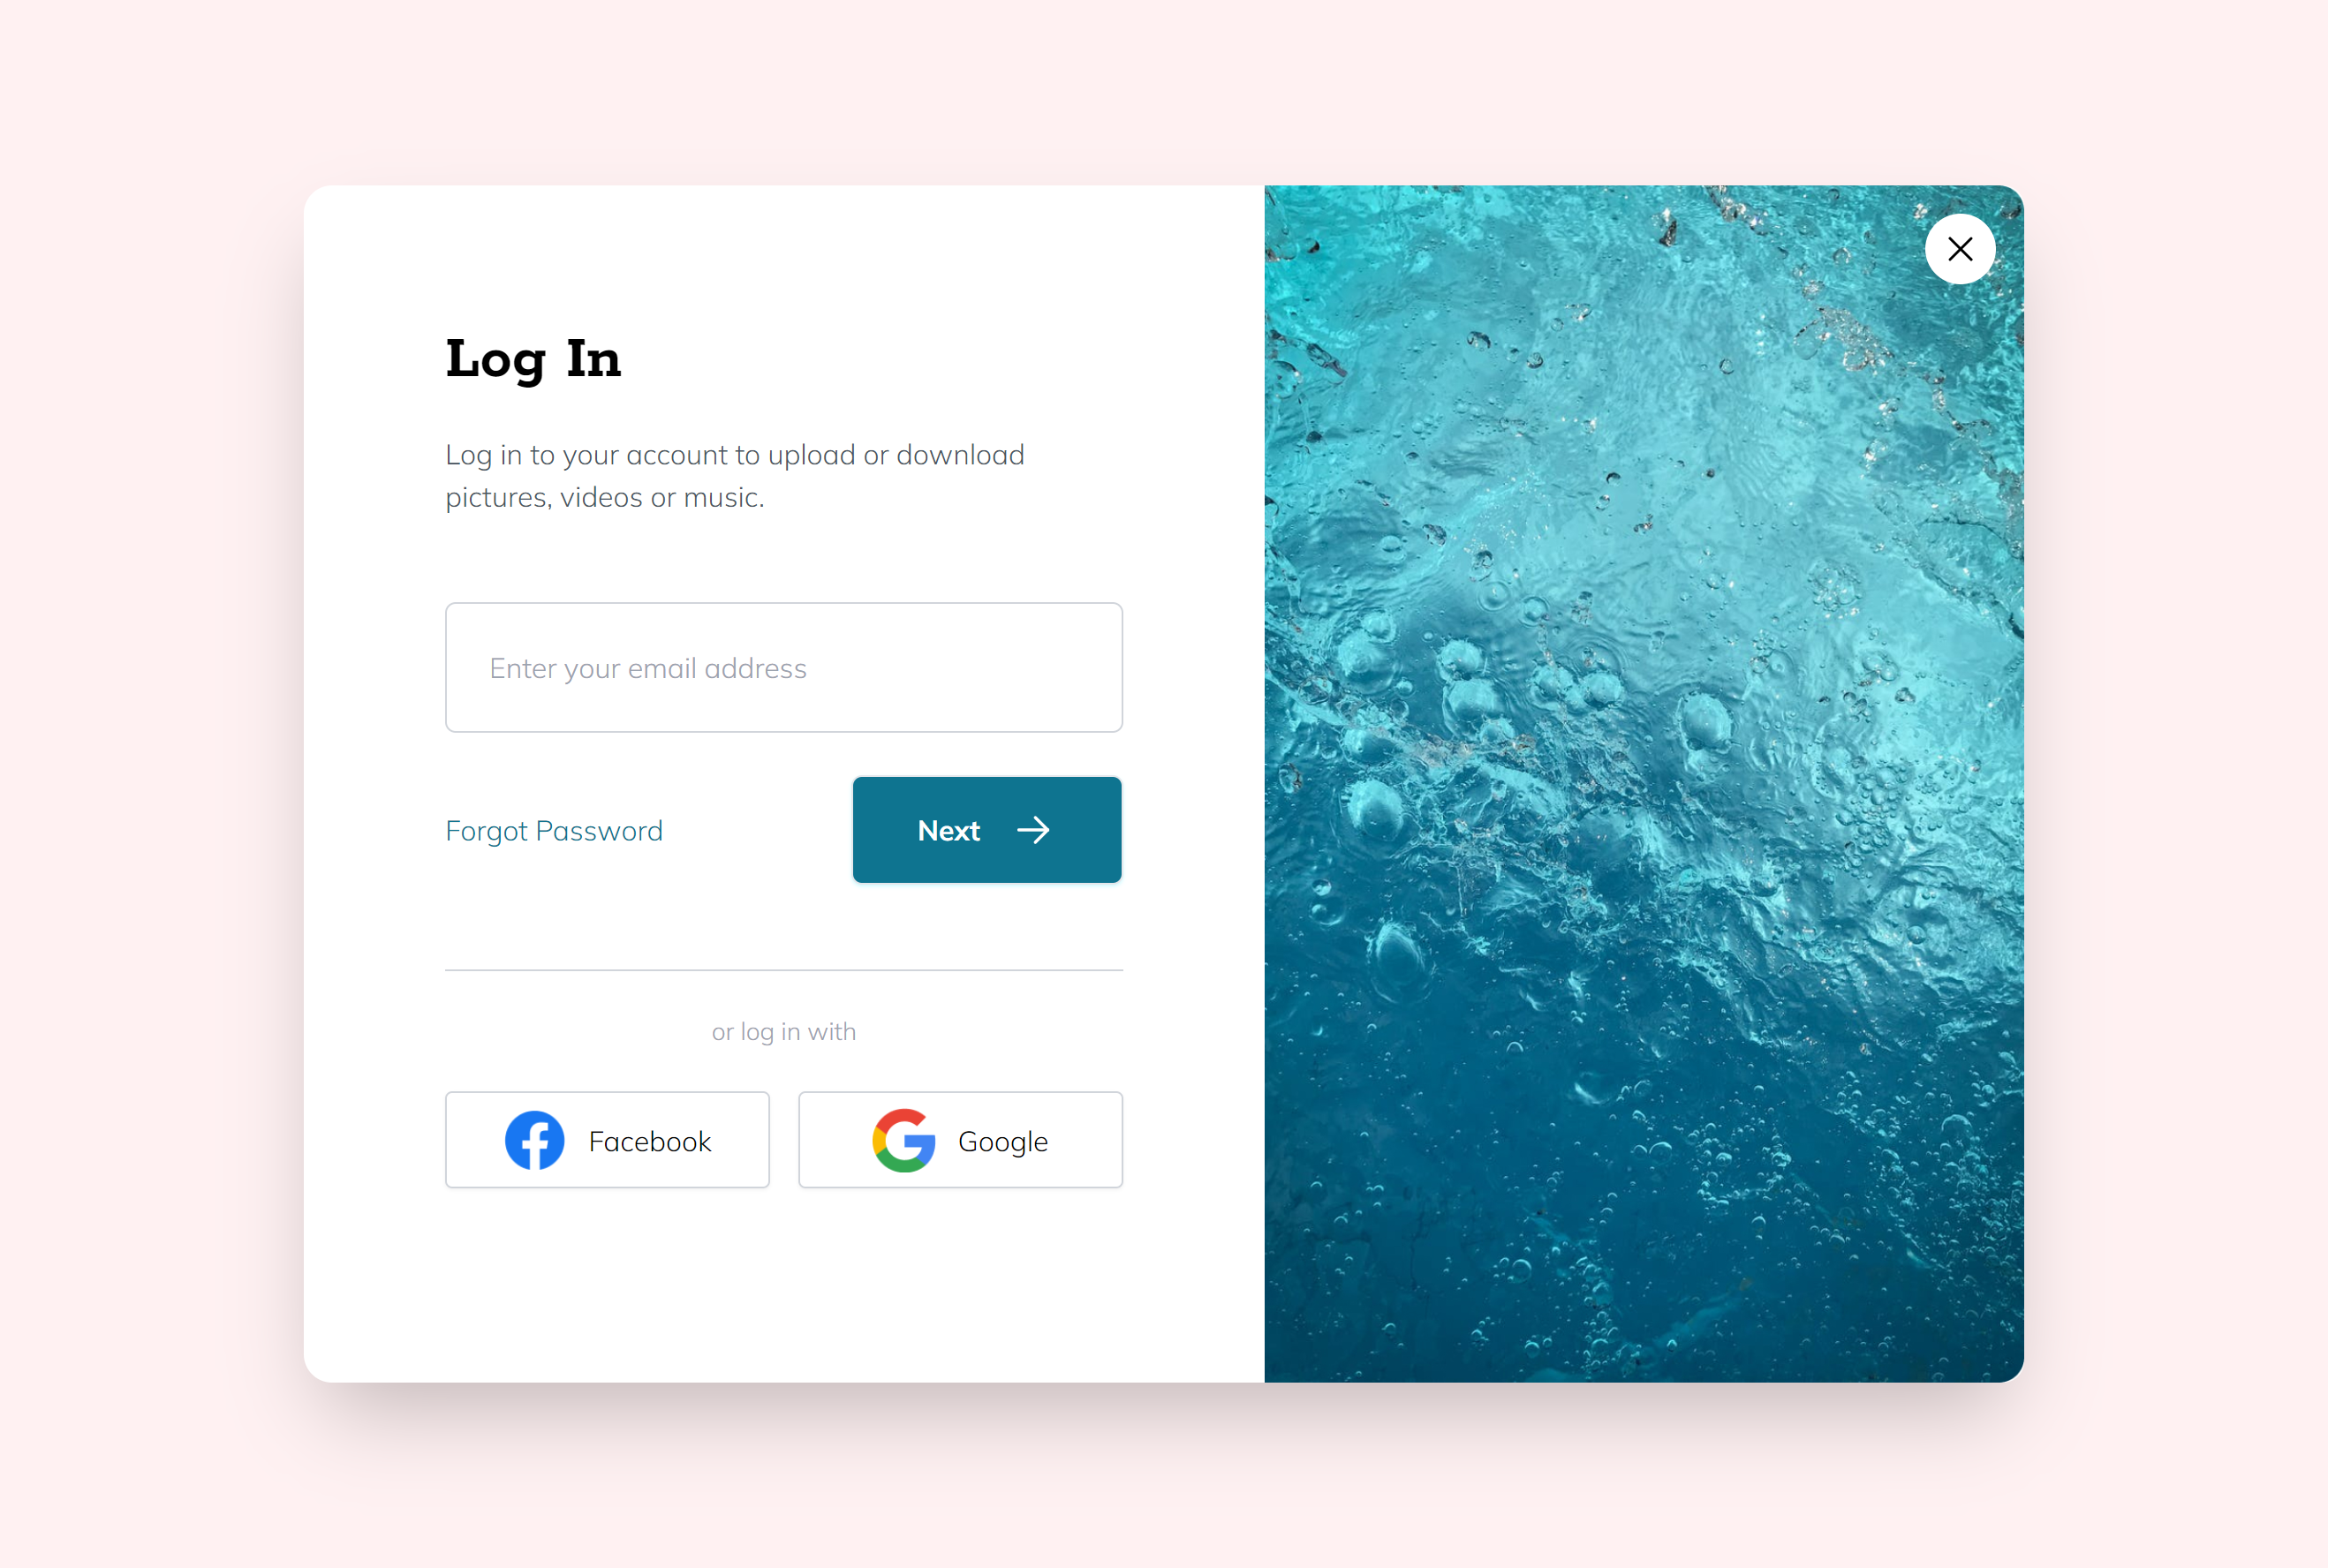 Log In
Log in to your account to upload or download
pictures, videos or music.
Enter your email address
Forgot Password
Next
or log in with
Facebook
Google